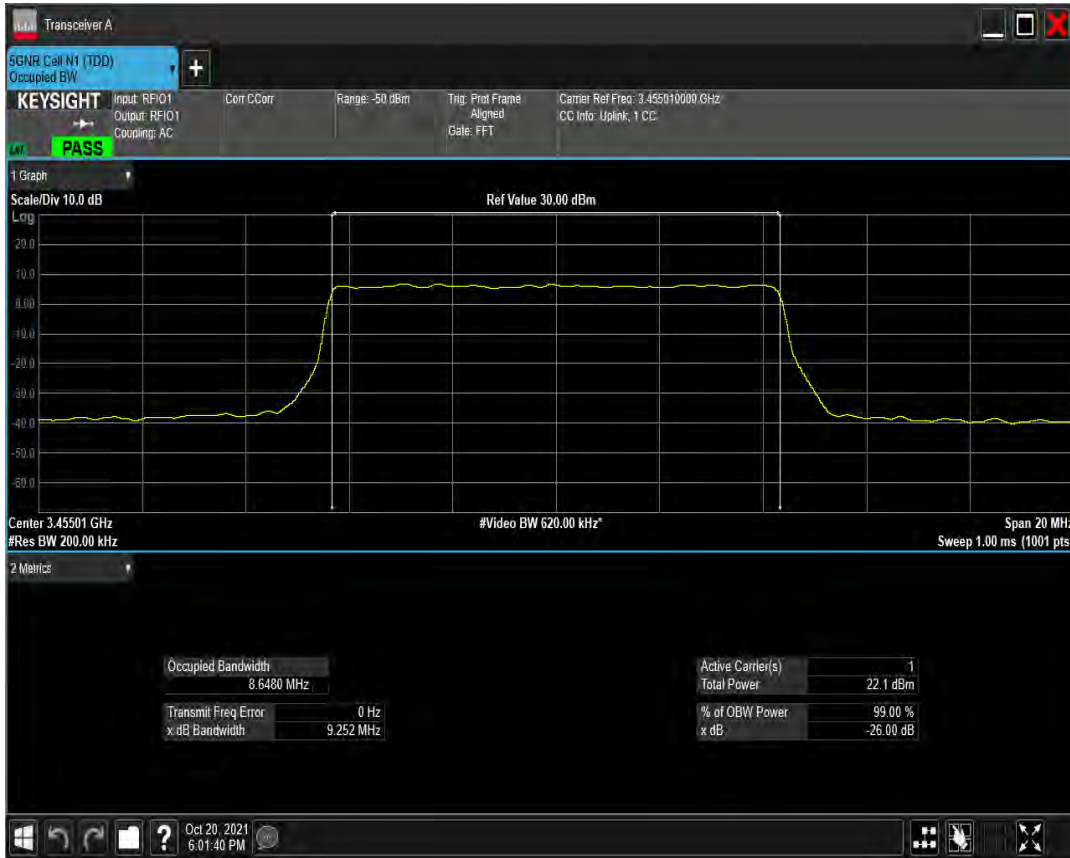 Transceiver A
5GNR Cell N1 (TDD)
Occupied BW
+
KEYSIGHT
Input: RFIO1
Output: RFIO1
Coupling: AC
Corr CCorr
Range: -50 dBm
Trig: Prot Frame
Aligned
Gate: FFT
Carrier Ref Freq: 3.455010000 GHz
CC Info: Uplink, 1 CC
PASS
1 Graph
Scale/Div 10.0 dB
Ref Value 30.00 dBm
Log
20.0
10.0
0.00
-10.0
-20.0
-30.0
-40.0
-50.0
-60.0
Center 3.45501 GHz
#Video BW 620.00 kHz*
Span 20 MHz
#Res BW 200.00 kHz
Sweep 1.00 ms (1001 pts
2 Metrics
Occupied Bandwidth
8.6480 MHz
Transmit Freq Error 0 Hz
x dB Bandwidth 9.252 MHz
Active Carrier(s) 1
Total Power 22.1 dBm
% of OBW Power 99.00 %
x dB -26.00 dB
?
Oct 20, 2021
6:01:40 PM